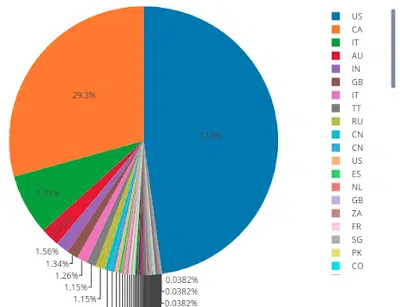 US
CA
IT
AU
IN
GB
IT
TT
RU
CN
CN
US
ES
NL
GB
ZA
FR
SG
PK
CO
29.3%
1.56%
1.34%
1.26%
1.15%
1.15%
0.0382%
0.0382%
0.0382%